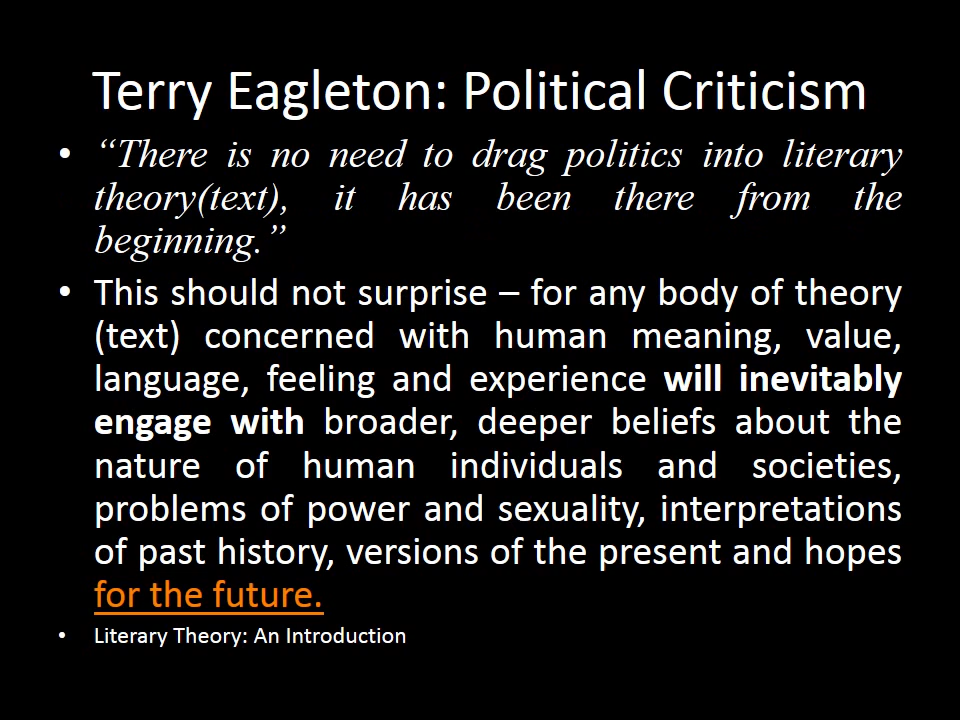 Terry Eagleton: Political Criticism
• “There is no need to drag politics into literary
theory(text), it has been there from the
beginning.”
• This should not surprise – for any body of theory
(text) concerned with human meaning, value,
language, feeling and experience will inevitably
engage with broader, deeper beliefs about the
nature of human individuals and societies,
problems of power and sexuality, interpretations
of past history, versions of the present and hopes
for the future.
• Literary Theory: An Introduction